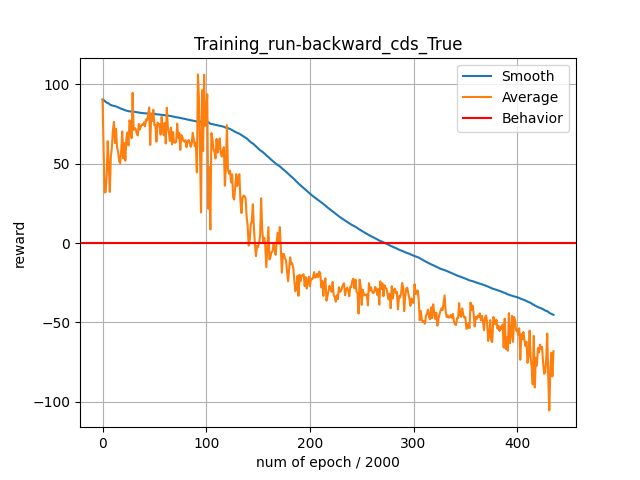 Training_run-backward_cds_True
Smooth
Average
Behavior
100
50
0
−50
−100
reward
0 100 200 300 400
num of epoch / 2000